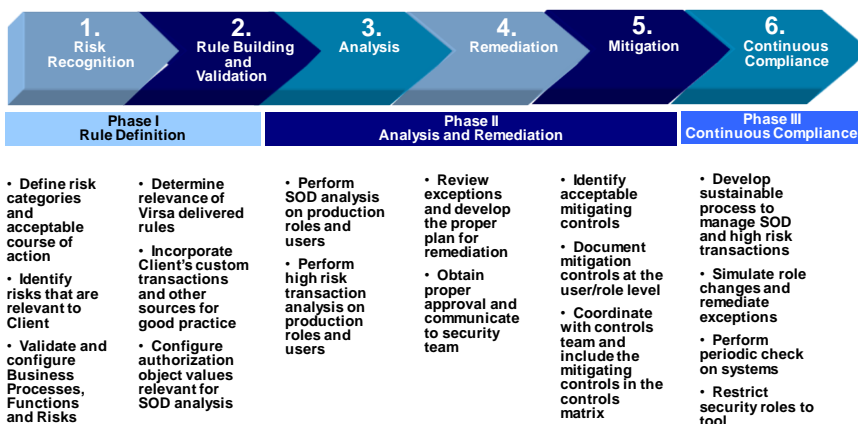 1.
Risk
Recognition
2.
Rule Building
and
Validation
3.
Analysis
4.
Remediation
5.
Mitigation
6.
Continuous
Compliance
Phase I
Rule Definition
Phase II
Analysis and Remediation
Phase III
Continuous Compliance
• Define risk
categories
and
acceptable
course of
action
• Identify
risks that are
relevant to
Client
• Validate and
configure
Business
Processes,
Functions
and Risks
• Determine
relevance of
Virsa delivered
rules
• Incorporate
Client's custom
transactions
and other
sources for
good practice
• Configure
authorization
object values
relevant for
SOD analysis
• Perform
SOD analysis
on production
roles and
users
• Perform
high risk
transaction
analysis on
production
roles and
users
• Review
exceptions
and develop
the proper
plan for
remediation
• Obtain
proper
approval and
communicate
to security
team
• Identify
acceptable
mitigating
controls
• Document
mitigation
controls at the
user/role level
• Coordinate
with controls
team and
include the
mitigating
controls in the
controls
matrix
• Develop
sustainable
process to
manage SOD
and high risk
transactions
• Simulate role
changes and
remediate
exceptions
• Perform
periodic check
on systems
• Restrict
security roles to
tool